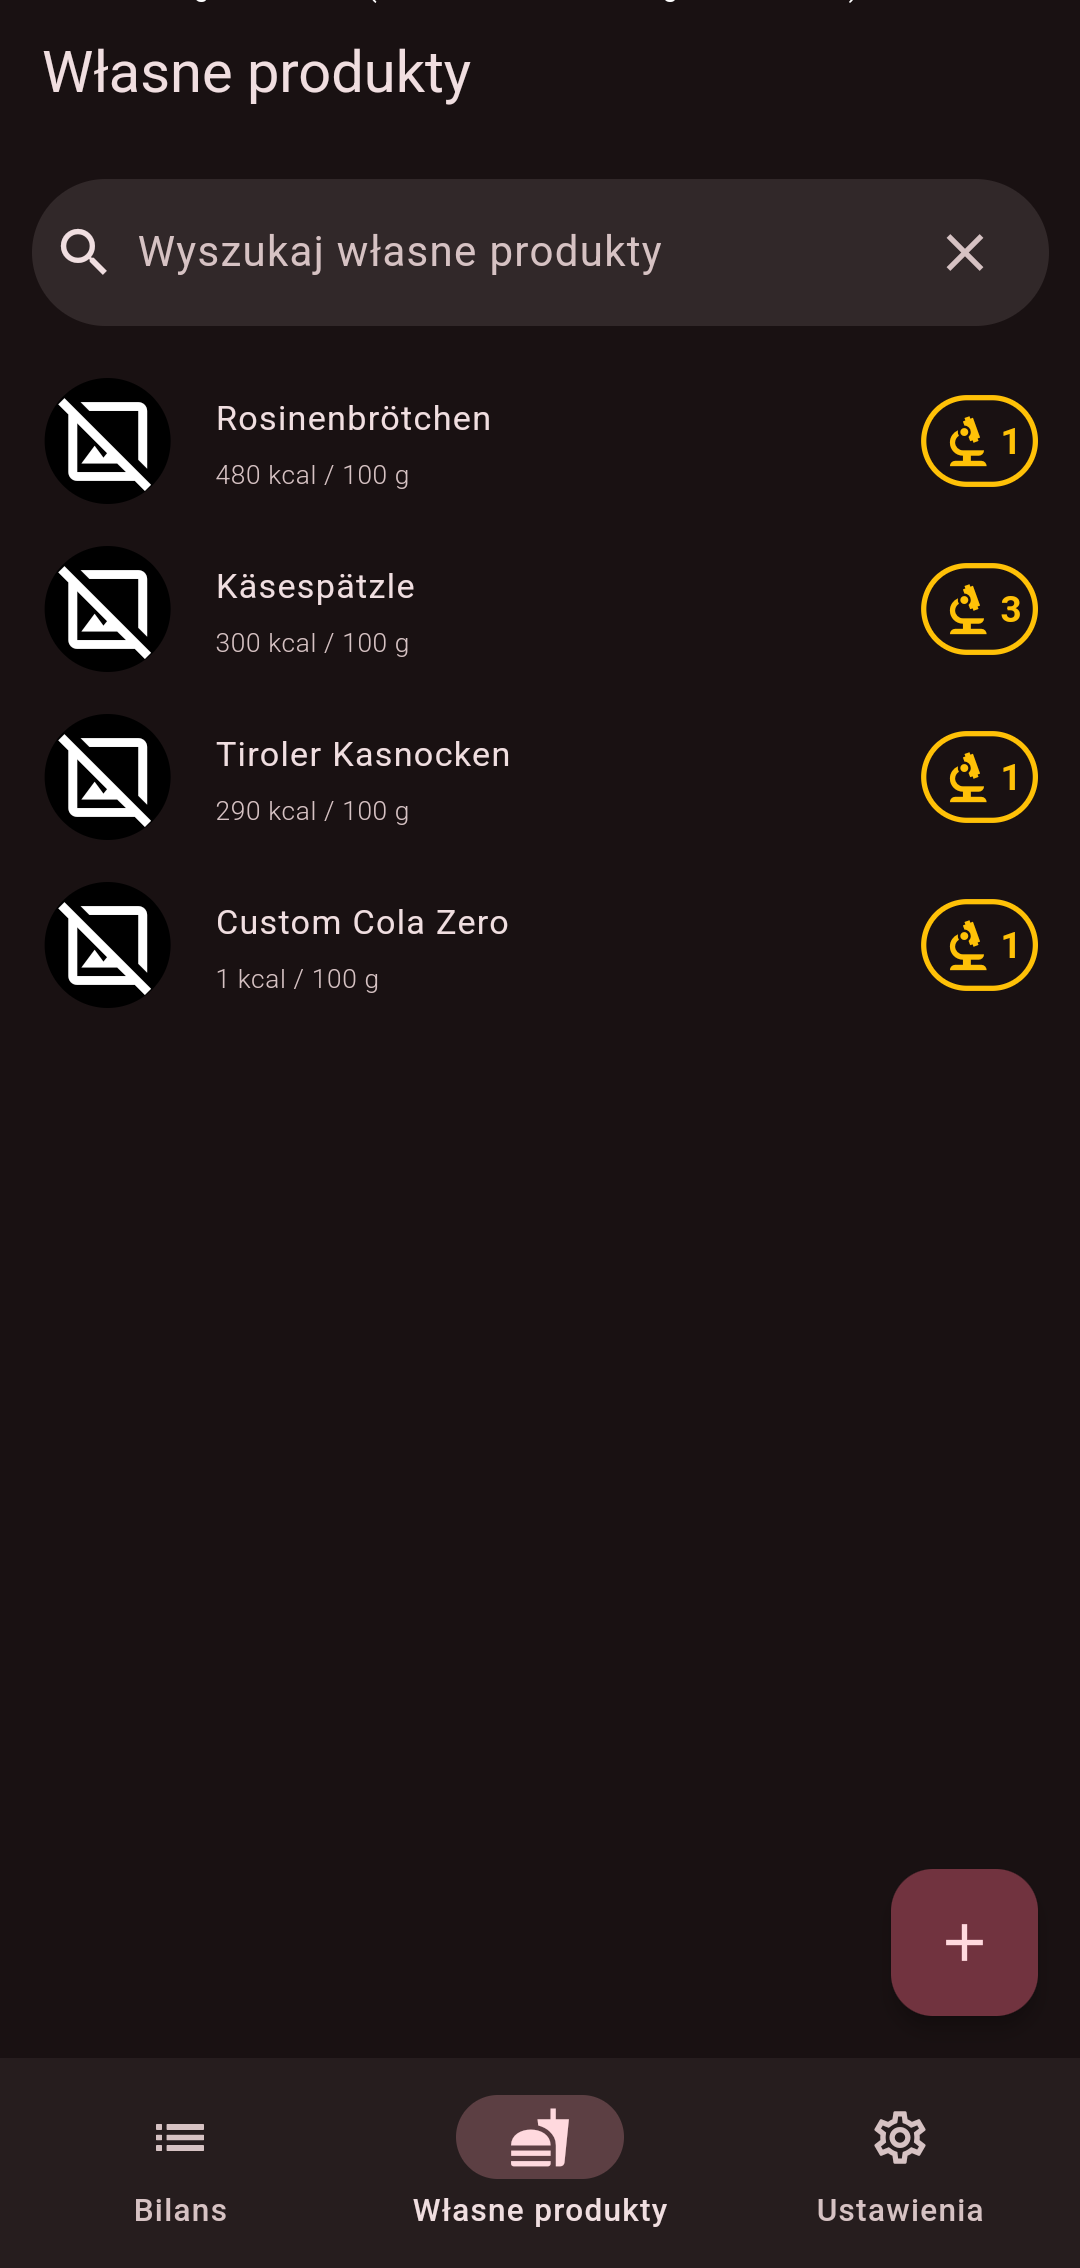 Własne produkty
Wyszukaj własne produkty
Rosinenbrötchen
480 kcal / 100 g
1
Käsespätzle
300 kcal / 100 g
3
Tiroler Kasnocken
290 kcal / 100 g
1
Custom Cola Zero
1 kcal / 100 g
1
Bilans
Własne produkty
Ustawienia